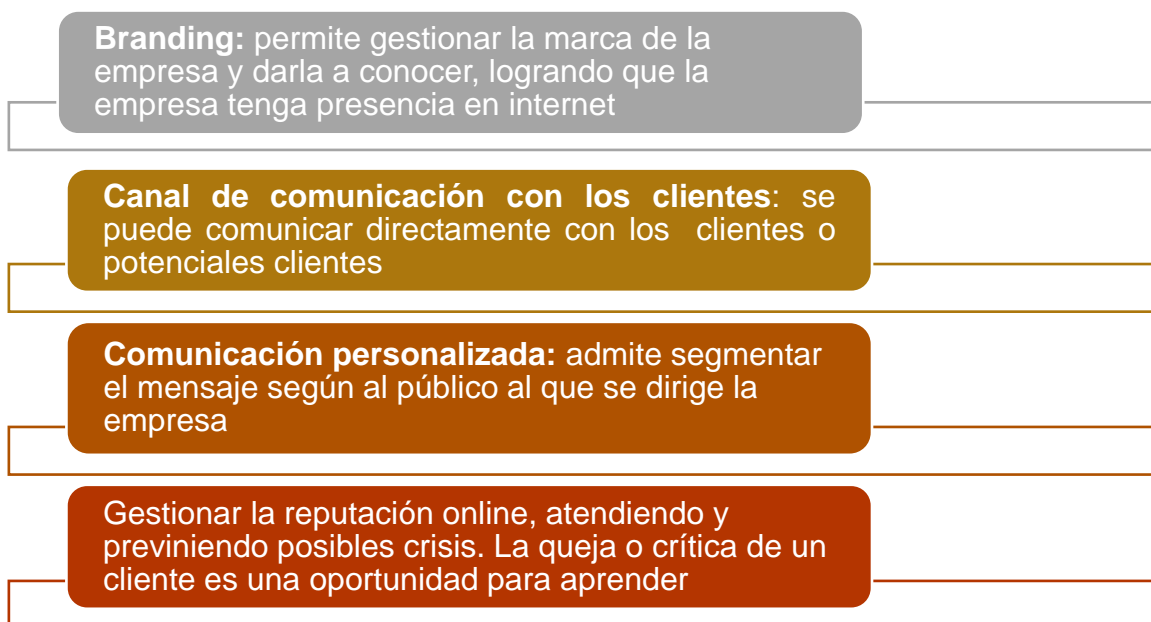 Branding: permite gestionar la marca de la
empresa y darla a conocer, logrando que la
empresa tenga presencia en internet
Canal de comunicación con los clientes: se
puede comunicar directamente con los clientes o
potenciales clientes
Comunicación personalizada: admite segmentar
el mensaje según al público al que se dirige la
empresa
Gestionar la reputación online, atendiendo y
previniendo posibles crisis. La queja o crítica de un
cliente es una oportunidad para aprender